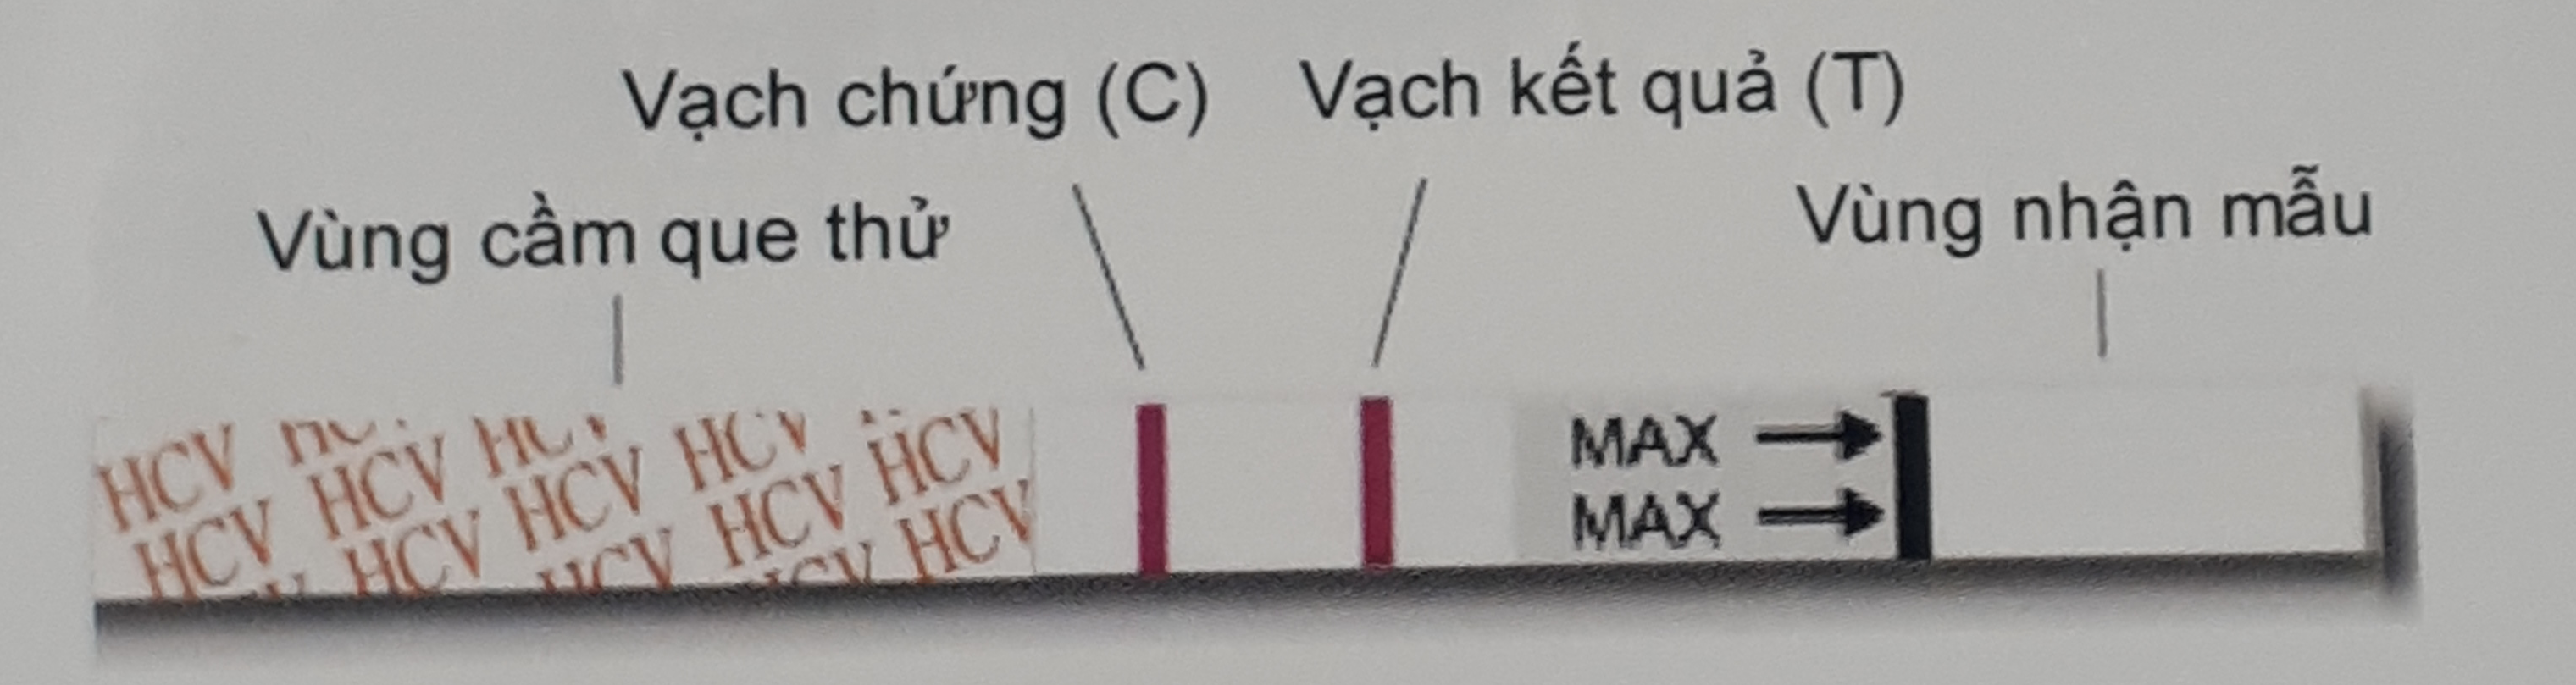 Vạch chứng (C) Vạch kết quả (T)
Vùng cầm que thử Vùng nhận mẫu
HCV HCV HCV HCV HCV
HCV HCV HCV HCV HCV
HCV HCV
MAX
MAX